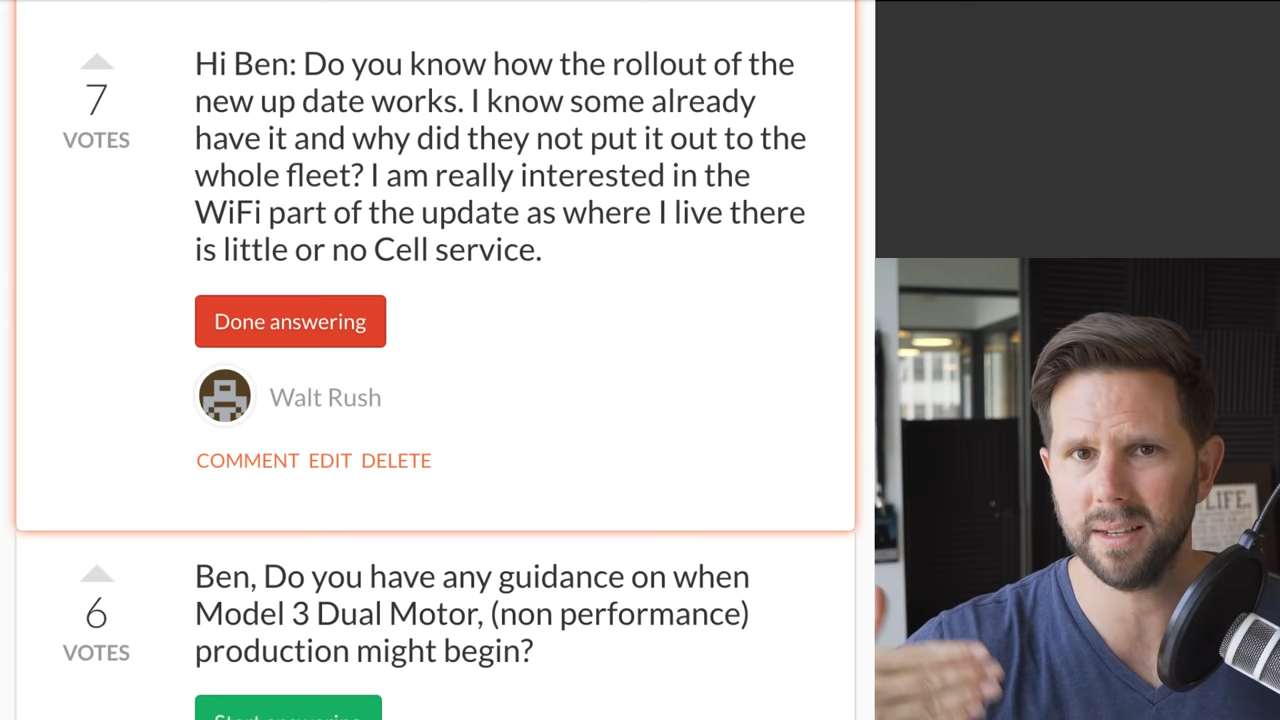 7
VOTES
Hi Ben: Do you know how the rollout of the
new up date works. I know some already
have it and why did they not put it out to the
whole fleet? I am really interested in the
WiFi part of the update as where I live there
is little or no Cell service.
Done answering
Walt Rush
COMMENT EDIT DELETE
6
VOTES
Ben, Do you have any guidance on when
Model 3 Dual Motor, (non performance)
production might begin?
Start answering
LIFE.